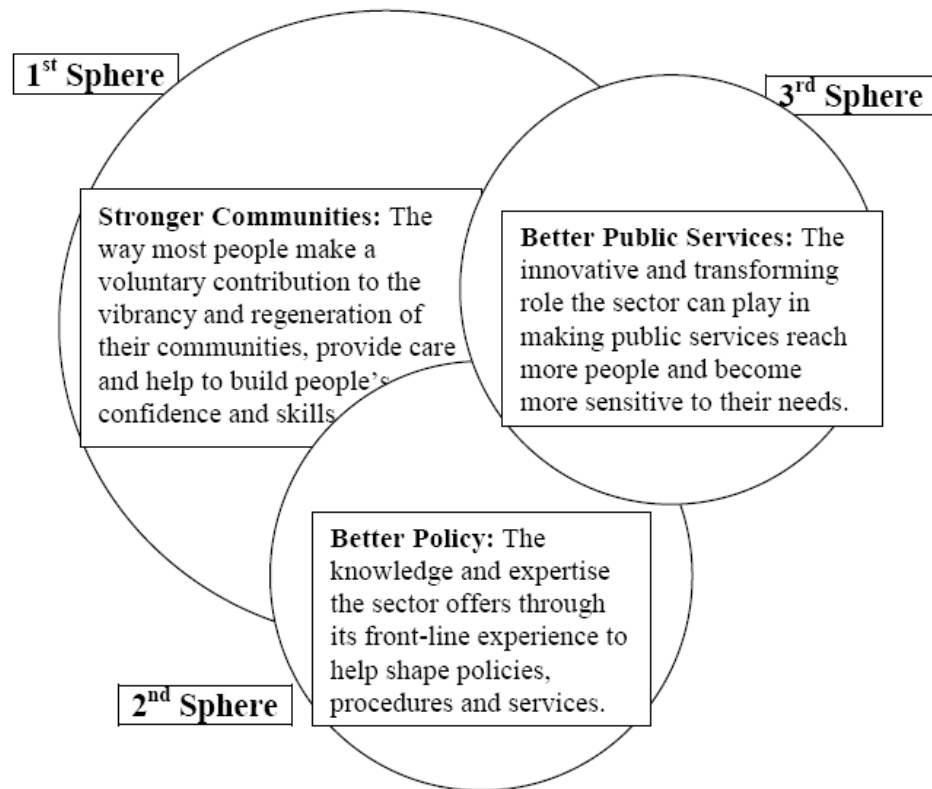 1st Sphere
3rd Sphere
Stronger Communities: The
way most people make a
voluntary contribution to the
vibrancy and regeneration of
their communities, provide care
and help to build people's
confidence and skills
Better Public Services: The
innovative and transforming
role the sector can play in
making public services reach
more people and become
more sensitive to their needs.
Better Policy: The
knowledge and expertise
the sector offers through
its front-line experience to
help shape policies,
procedures and services.
2nd Sphere